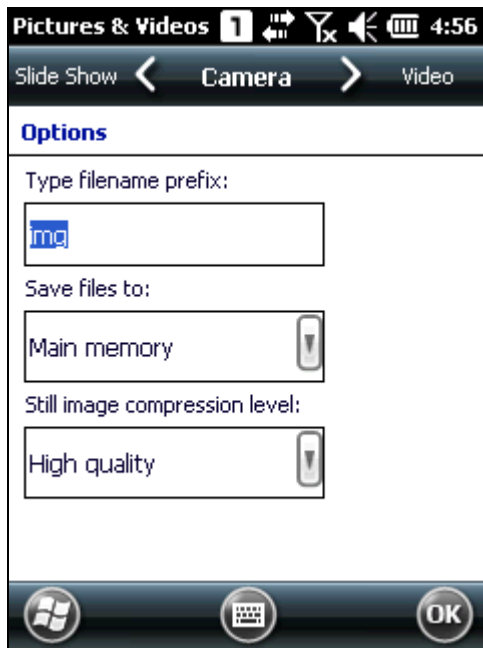 Pictures & Videos 1 4:56
Slide Show Camera Video
Options
Type filename prefix:
img
Save files to:
Main memory
Still image compression level:
High quality
OK